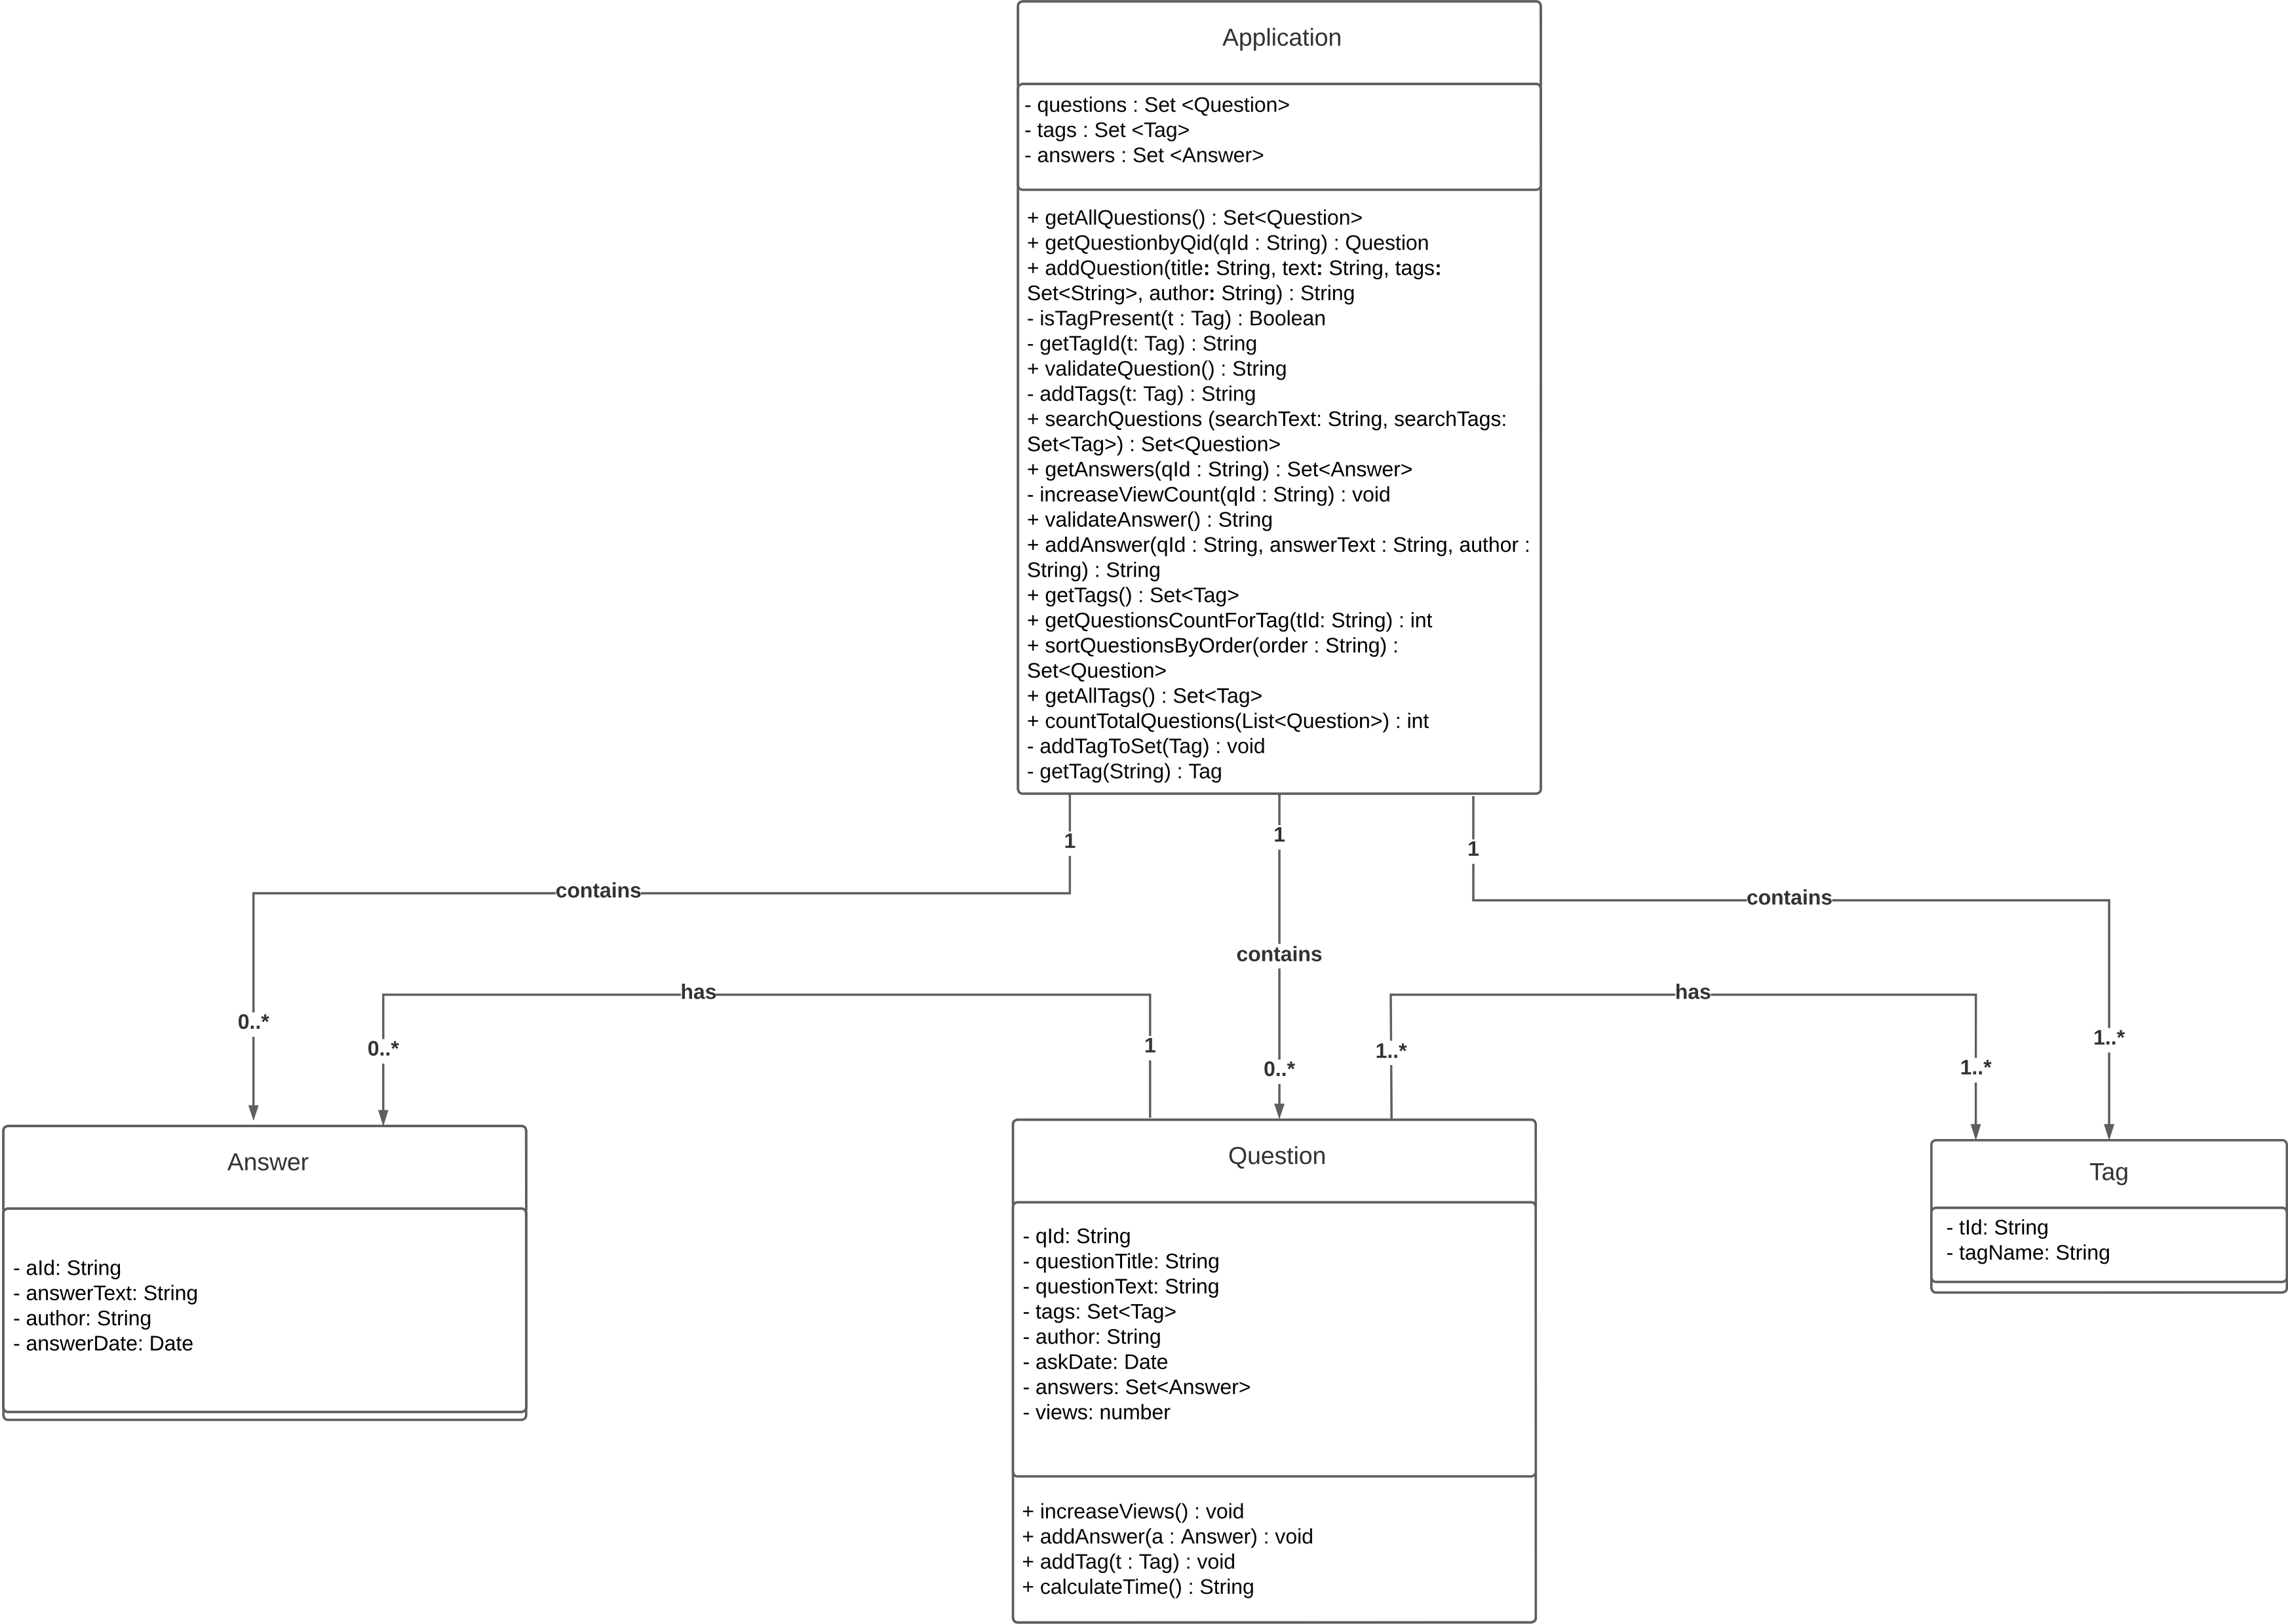 Application
- questions : Set <Question>
- tags : Set <Tag>
- answers : Set <Answer>
+ getAllQuestions() : Set<Question>
+ getQuestionbyQid(qId : String) : Question
+ addQuestion(title: String, text: String, tags:
Set<String>, author: String) : String
- isTagPresent(t : Tag) : Boolean
- getTagId(t: Tag) : String
+ validateQuestion() : String
- addTags(t: Tag) : String
+ searchQuestions (searchText: String, searchTags:
Set<Tag>) : Set<Question>
+ getAnswers(qId : String) : Set<Answer>
- increaseViewCount(qId : String) : void
+ validateAnswer() : String
+ addAnswer(qId : String, answerText : String, author :
String) : String
+ getTags() : Set<Tag>
+ getQuestionsCountForTag(tId: String) : int
+ sortQuestionsByOrder(order : String) :
Set<Question>
+ getAllTags() : Set<Tag>
+ countTotalQuestions(List<Question>) : int
- addTagToSet(Tag) : void
- getTag(String) : Tag
1
1
1
contains
contains
contains
has
has
0..*
0..*
1
0..*
1..*
1..*
1..*
Answer
- aId: String
- answerText: String
- author: String
- answerDate: Date
Question
- qId: String
- questionTitle: String
- questionText: String
- tags: Set<Tag>
- author: String
- askDate: Date
- answers: Set<Answer>
- views: number
+ increaseViews() : void
+ addAnswer(a : Answer) : void
+ addTag(t : Tag) : void
+ calculateTime() : String
Tag
- tId: String
- tagName: String